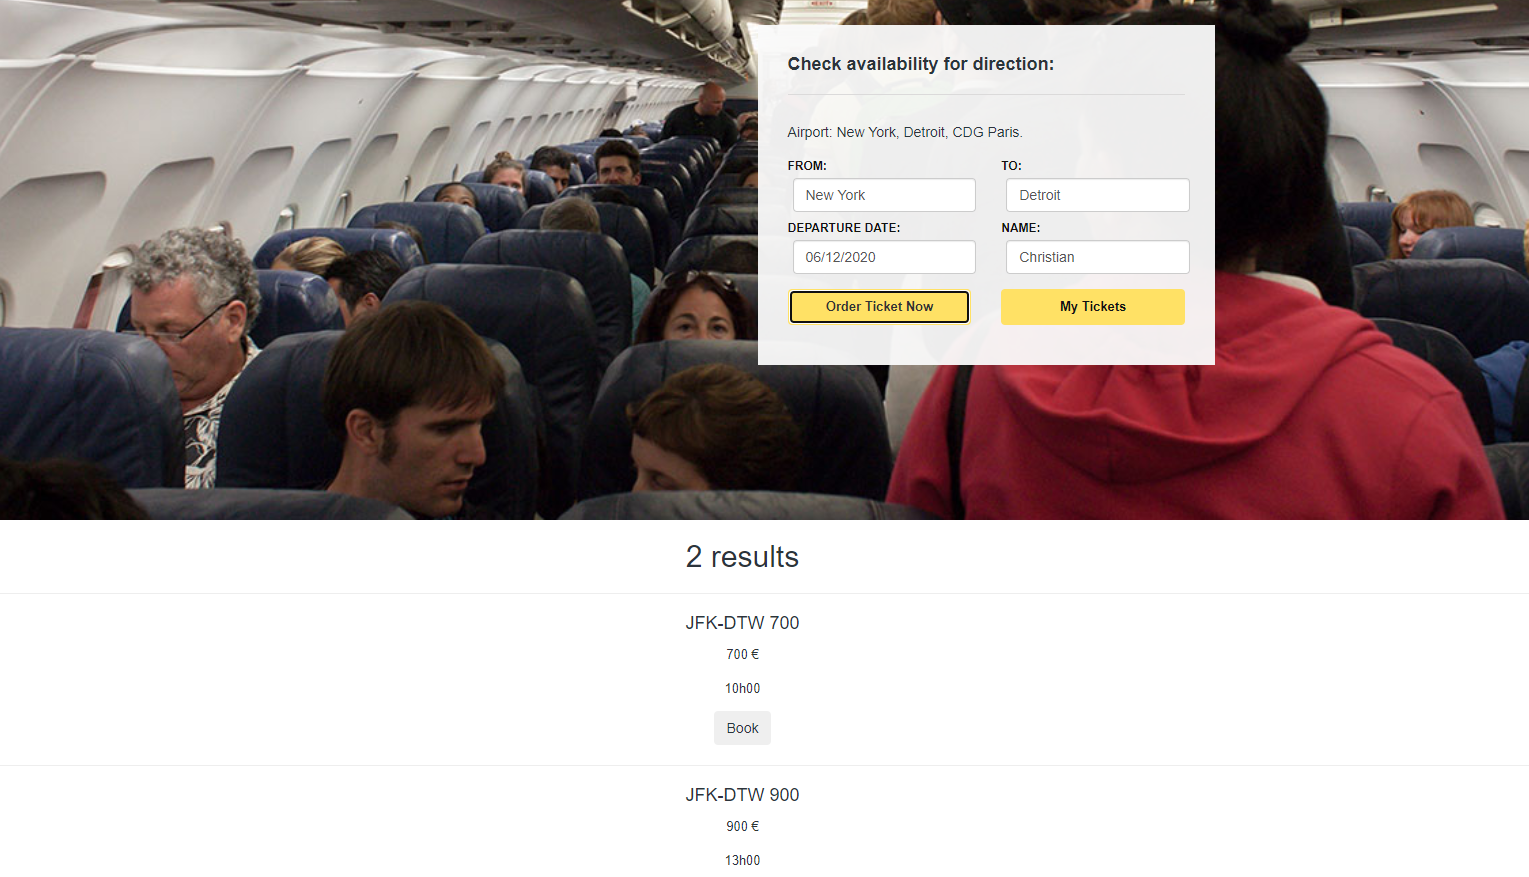 Check availability for direction:
Airport: New York, Detroit, CDG Paris.
FROM: TO:
New York Detroit
DEPARTURE DATE: NAME:
06/12/2020 Christian
Order Ticket Now My Tickets
2 results
JFK-DTW 700
700 €
10h00
Book
JFK-DTW 900
900 €
13h00